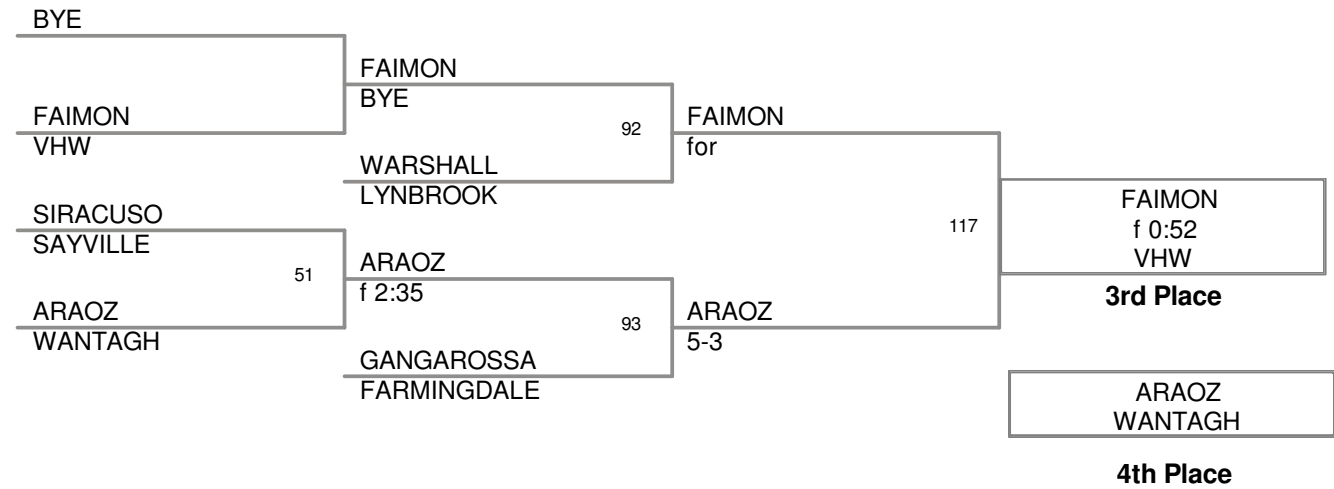 BYE
FAIMON
VHW
SIRACUSO
SAYVILLE
51
ARAOZ
WANTAGH
FAIMON
BYE
92
WARSHALL
LYNBROOK
ARAOZ
f 2:35
93
GANGAROSSA
FARMINGDALE
FAIMON
for
117
ARAOZ
5-3
FAIMON
f 0:52
VHW
3rd Place
ARAOZ
WANTAGH
4th Place